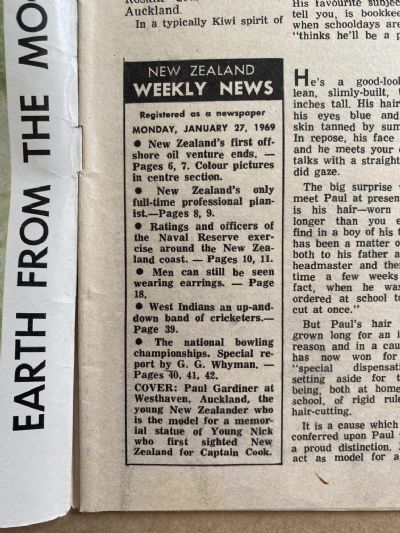 EARTH FROM THE MOO
Auckland.
In a typically Kiwi spirit of
NEW ZEALAND
WEEKLY NEWS
Registered as a newspaper
MONDAY, JANUARY 27, 1969
● New Zealand's first off-
shore oil venture ends, —
Pages 6, 7. Colour pictures
in centre section.
● New Zealand's only
full-time professional pian-
ist.—Pages 8, 9.
● Ratings and officers of
the Naval Reserve exer-
cise around the New Zea-
land coast. — Pages 10, 11.
● Men can still be seen
wearing earrings. — Page
18.
● West Indians an up-and-
down band of cricketers.—
Page 39.
● The national bowling
championships. Special re-
port by G. G. Whyman. —
Pages 40, 41, 42.
COVER: Paul Gardiner at
Westhaven, Auckland, the
young New Zealander who
is the model for a memor-
ial statue of Young Nick
who first sighted New
Zealand for Captain Cook.
His favourite subjec
tell you, is bookkee
when schooldays are
"thinks he'll be a p
He's a good-look
lean, slimly-built,
inches tall. His hair
his eyes blue and
skin tanned by sum
In repose, his face
and he meets your
talks with a straight
did gaze.
The big surprise
meet Paul at presen
is his hair—worn
longer than you e
find in a boy of his t
has been a matter o
both to his father a
headmaster and the
time a few weeks
fact, when he was
ordered at school to
cut at once."
But Paul's hair
grown long for an i
reason and in a cau
has now won for
"special dispensat
setting aside for t
being, both at home
school, of rigid rule
hair-cutting.
It is a cause which
conferred upon Paul
a proud distinction.
act as model for a